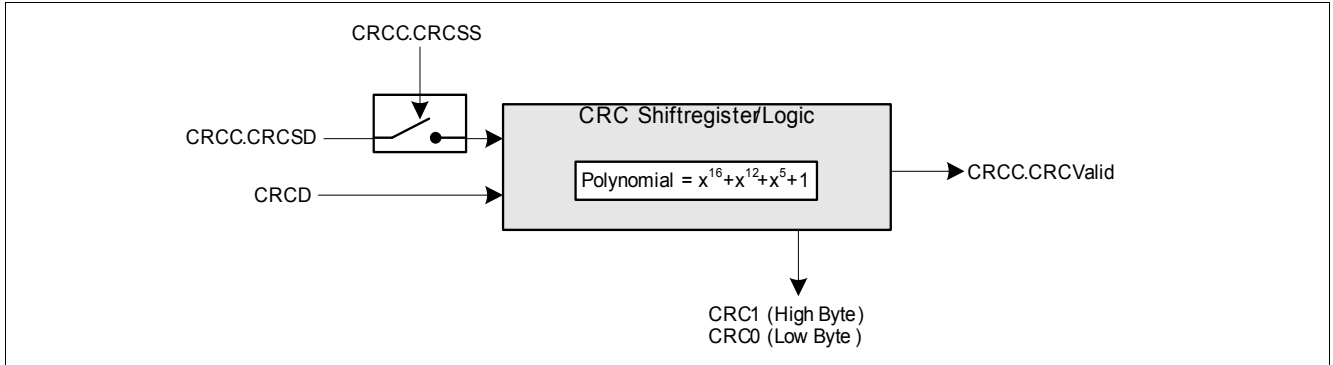 CRCC.CRCSS
CRCC.CRCSD
CRCD
CRC Shiftregister/Logic
Polynomial = x¹⁶+x¹²+x⁵+1
CRCC.CRCValid
CRC1 (High Byte)
CRC0 (Low Byte )